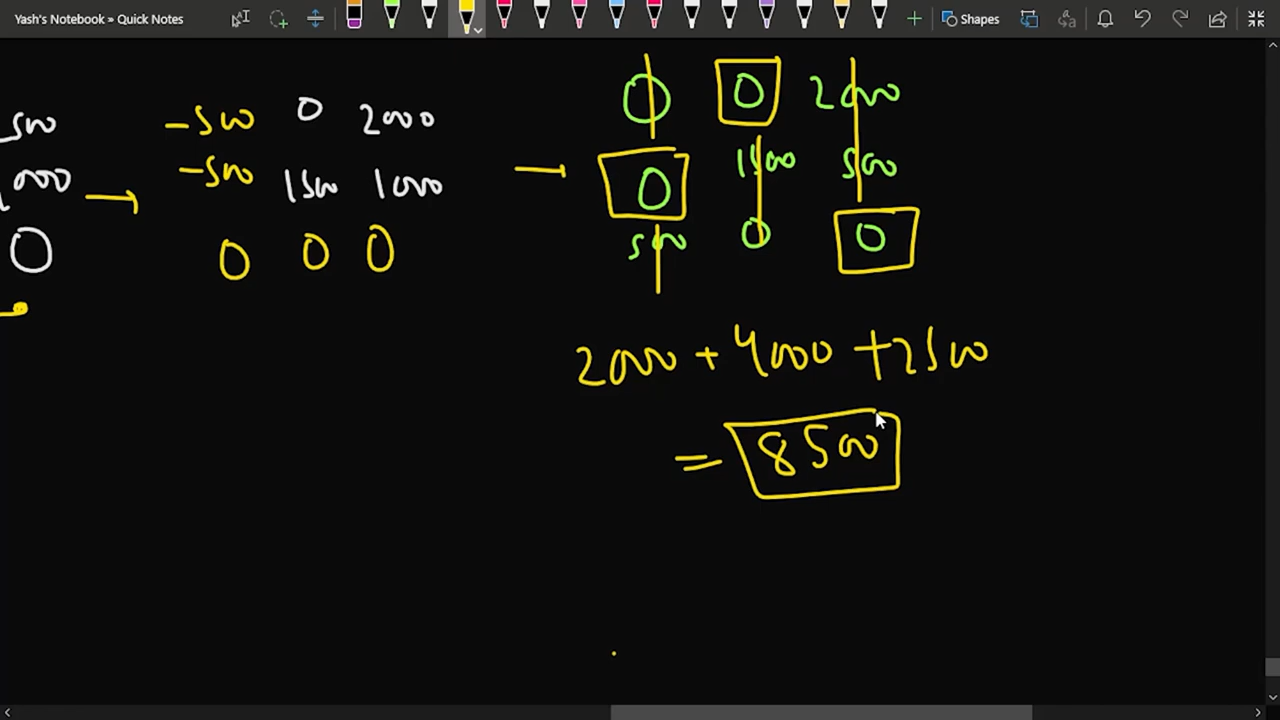 Yash's Notebook » Quick Notes
Shapes
500 -500 0 2000 0 0 2000
000 → -500 1500 1000 → 0 1500 500
0 0 0 0 500 0 0
2000 + 4000 + 2500
= 8500